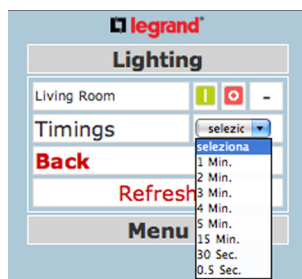 legrand
Lighting
Living Room -
Timings selezic
seleziona
Back 1 Min.
2 Min.
Refresh 3 Min.
4 Min.
Menu 5 Min.
15 Min.
30 Sec.
0.5 Sec.